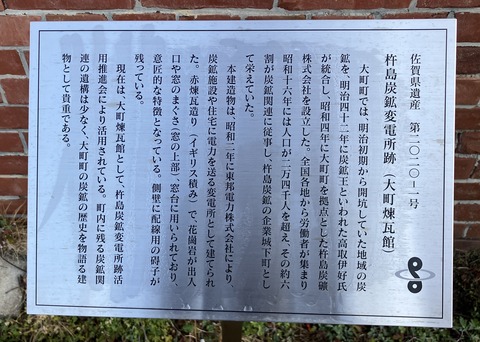 佐賀県遺産　第二〇二〇ー一号
杵島炭鉱変電所跡（大町煉瓦館）
　大町町では、明治初期から開坑していた地域の炭
鉱を、明治四十二年に炭鉱王といわれた高取伊好氏
が統合し、昭和四年に大町町を拠点とした杵島炭礦
株式会社を設立した。全国各地から労働者が集まり
昭和十六年には人口が二万四千人を超え、その約六
割が炭鉱関連に従事し、杵島炭鉱の企業城下町とし
て栄えていた。
　本建造物は、昭和二年に東邦電力株式会社により、
炭鉱施設や住宅に電力を送る変電所として建てられ
た。赤煉瓦造り（イギリス積み）で、花崗岩が出入
口や窓のまぐさ（窓の上部）、窓台に用いられており、
意匠的な特徴となっている。側壁に配線用の碍子が
残っている。
　現在は、大町煉瓦館として、杵島炭鉱変電所跡活
用推進会により活用されている。町内に残る炭鉱関
連の遺構は少なく、大町町の炭鉱の歴史を物語る建
物として貴重である。